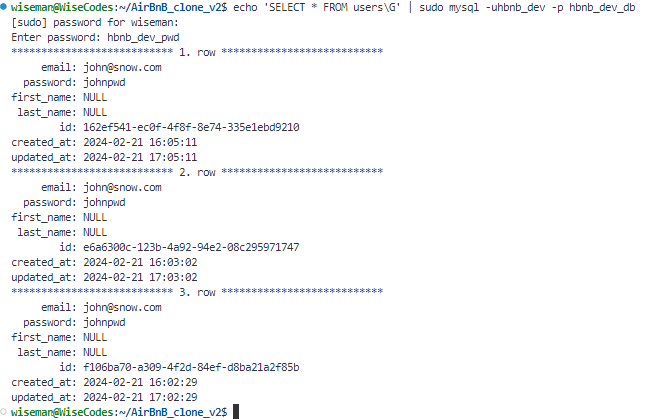 wiseman@WiseCodes:~/AirBnB_clone_v2$ echo 'SELECT * FROM users\G' | sudo mysql -uhbnb_dev -p hbnb_dev_db
[sudo] password for wiseman:
Enter password: hbnb_dev_pwd
*************************** 1. row ***************************
     email: john@snow.com
  password: johnpwd
first_name: NULL
 last_name: NULL
        id: 162ef541-ec0f-4f8f-8e74-335e1ebd9210
created_at: 2024-02-21 16:05:11
updated_at: 2024-02-21 17:05:11
*************************** 2. row ***************************
     email: john@snow.com
  password: johnpwd
first_name: NULL
 last_name: NULL
        id: e6a6300c-123b-4a92-94e2-08c295971747
created_at: 2024-02-21 16:03:02
updated_at: 2024-02-21 17:03:02
*************************** 3. row ***************************
     email: john@snow.com
  password: johnpwd
first_name: NULL
 last_name: NULL
        id: f106ba70-a309-4f2d-84ef-d8ba21a2f85b
created_at: 2024-02-21 16:02:29
updated_at: 2024-02-21 17:02:29
wiseman@WiseCodes:~/AirBnB_clone_v2$